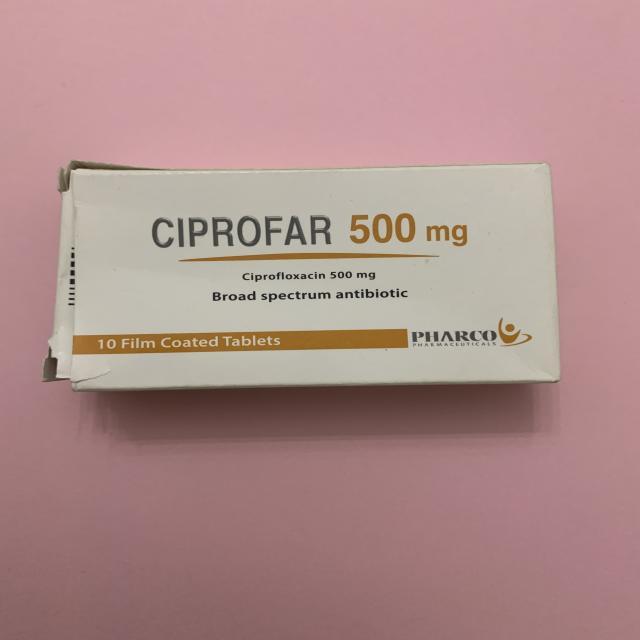 CIPROFAR 500 mg
Ciprofloxacin 500 mg
Broad spectrum antibiotic
10 Film Coated Tablets
PHARCO
PHARMACEUTICALS